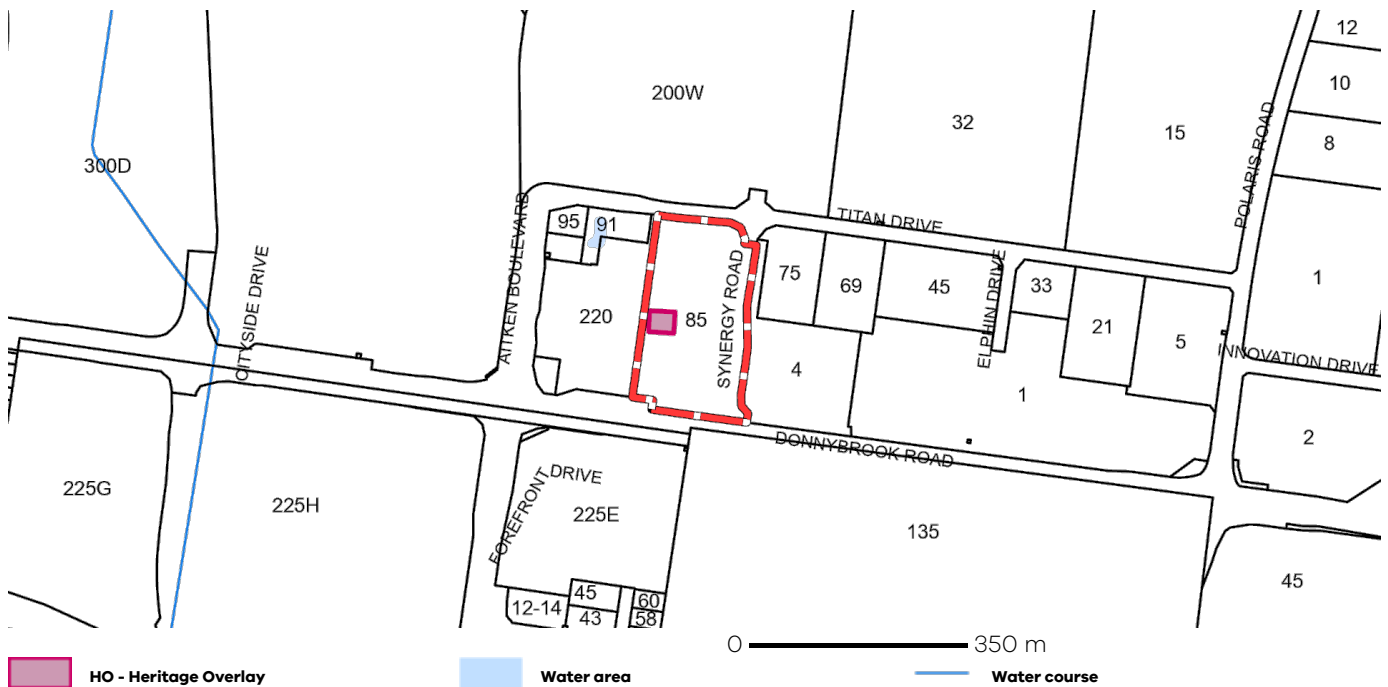 12
10
8
200W
32
15
POLARIS ROAD
300D
AITKEN BOULEVARD
95
91
TITAN DRIVE
CITYSIDE DRIVE
220
85
SYNERGY ROAD
75
69
45
ELPHIN DRIVE
33
21
5
1
INNOVATION DRIVE
4
1
2
DONNYBROOK ROAD
225G
225H
FOREFRONT DRIVE
225E
135
45
12-14
45
43
60
58
0 350 m
HO - Heritage Overlay
Water area
Water course